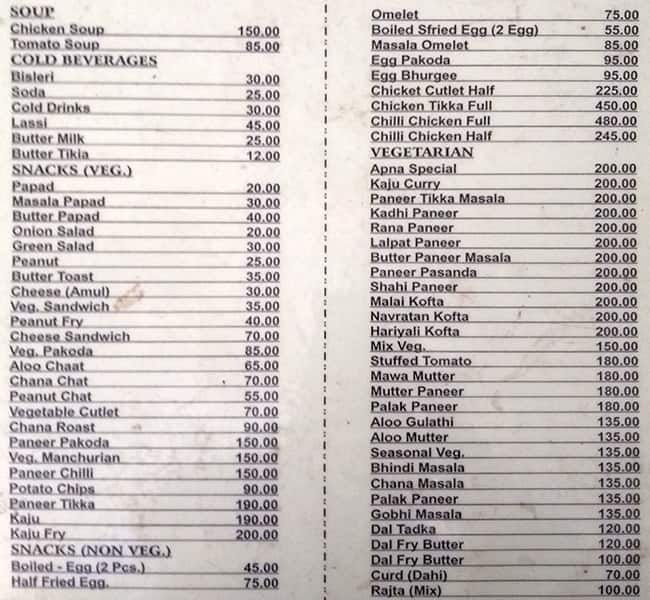 SOUP
Chicken Soup 150.00
Tomato Soup 85.00
COLD BEVERAGES
Bisleri 30.00
Soda 25.00
Cold Drinks 30.00
Lassi 45.00
Butter Milk 25.00
Butter Tikia 12.00
SNACKS (VEG.)
Papad 20.00
Masala Papad 30.00
Butter Papad 40.00
Onion Salad 20.00
Green Salad 30.00
Peanut 25.00
Butter Toast 35.00
Cheese (Amul) 30.00
Veg. Sandwich 35.00
Peanut Fry 40.00
Cheese Sandwich 70.00
Veg. Pakoda 85.00
Aloo Chaat 65.00
Chana Chat 70.00
Peanut Chat 55.00
Vegetable Cutlet 70.00
Chana Roast 90.00
Paneer Pakoda 150.00
Veg. Manchurian 150.00
Paneer Chilli 150.00
Potato Chips 90.00
Paneer Tikka 190.00
Kaju 190.00
Kaju Fry 200.00
SNACKS (NON VEG.)
Boiled - Egg (2 Pcs.) 45.00
Half Fried Egg. 75.00
Omelet 75.00
Boiled Sfried Egg (2 Egg) 55.00
Masala Omelet 85.00
Egg Pakoda 95.00
Egg Bhurgee 95.00
Chicket Cutlet Half 225.00
Chicken Tikka Full 450.00
Chilli Chicken Full 480.00
Chilli Chicken Half 245.00
VEGETARIAN
Apna Special 200.00
Kaju Curry 200.00
Paneer Tikka Masala 200.00
Kadhi Paneer 200.00
Rana Paneer 200.00
Lalpat Paneer 200.00
Butter Paneer Masala 200.00
Paneer Pasanda 200.00
Shahi Paneer 200.00
Malai Kofta 200.00
Navratan Kofta 200.00
Hariyali Kofta 200.00
Mix Veg. 150.00
Stuffed Tomato 180.00
Mawa Mutter 180.00
Mutter Paneer 180.00
Palak Paneer 180.00
Aloo Gulathi 135.00
Aloo Mutter 135.00
Seasonal Veg. 135.00
Bhindi Masala 135.00
Chana Masala 135.00
Palak Paneer 135.00
Gobhi Masala 135.00
Dal Tadka 120.00
Dal Fry Butter 120.00
Dal Fry Butter 100.00
Curd (Dahi) 70.00
Rajta (Mix) 100.00